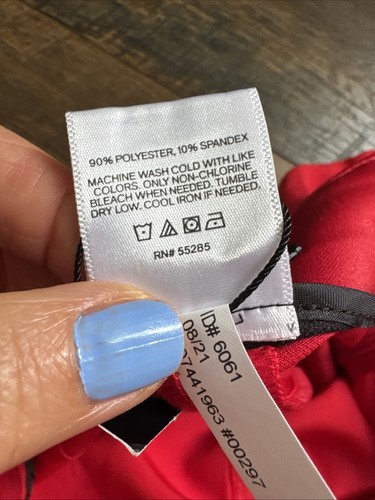 90% POLYESTER, 10% SPANDEX
MACHINE WASH COLD WITH LIKE
COLORS. ONLY NON-CHLORINE
BLEACH WHEN NEEDED. TUMBLE
DRY LOW. COOL IRON IF NEEDED.
RN# 55285
ID# 6061
08/21
7441963 #00297